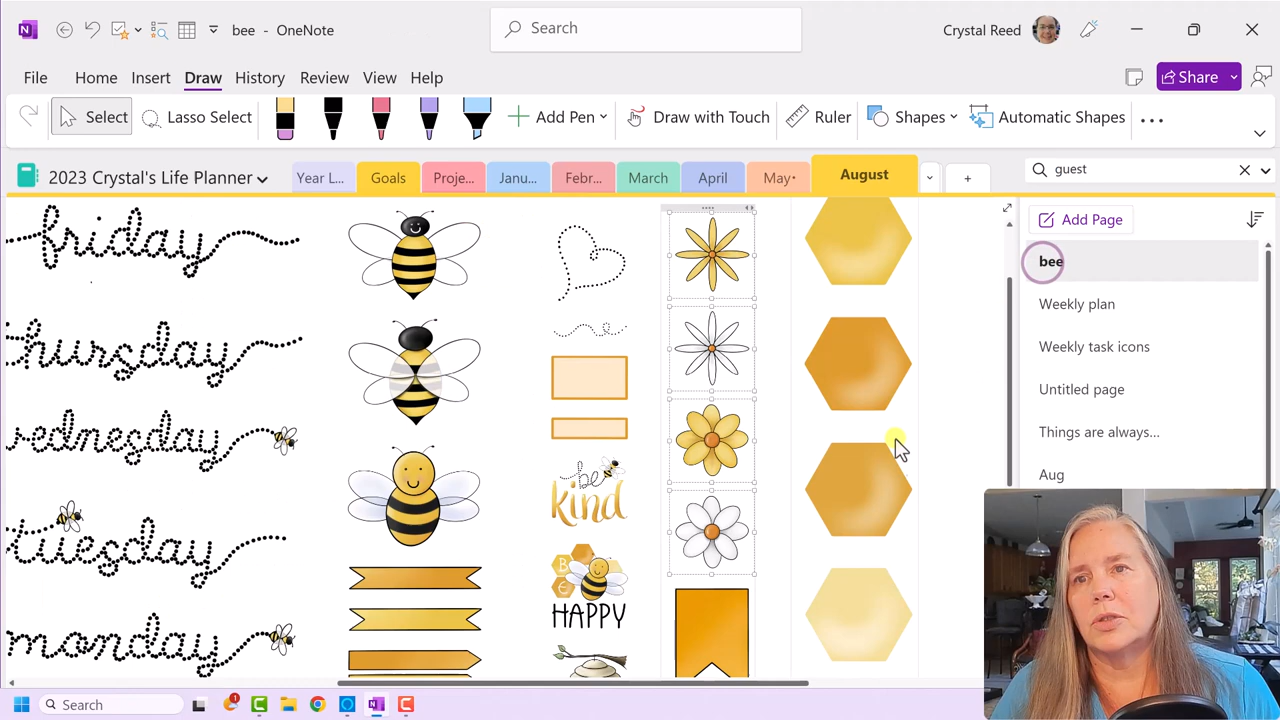 bee - OneNote
Search
Crystal Reed
File Home Insert Draw History Review View Help
Share
Select
Lasso Select
Add Pen
Draw with Touch
Ruler
Shapes
Automatic Shapes
2023 Crystal's Life Planner
Year L...
Goals
Proje...
Janu...
Febr...
March
April
May
August
guest
Add Page
bee
Weekly plan
Weekly task icons
Untitled page
Things are always...
Aug
friday
thursday
wednesday
tuesday
monday
be
kind
B
E
HAPPY
Search
1